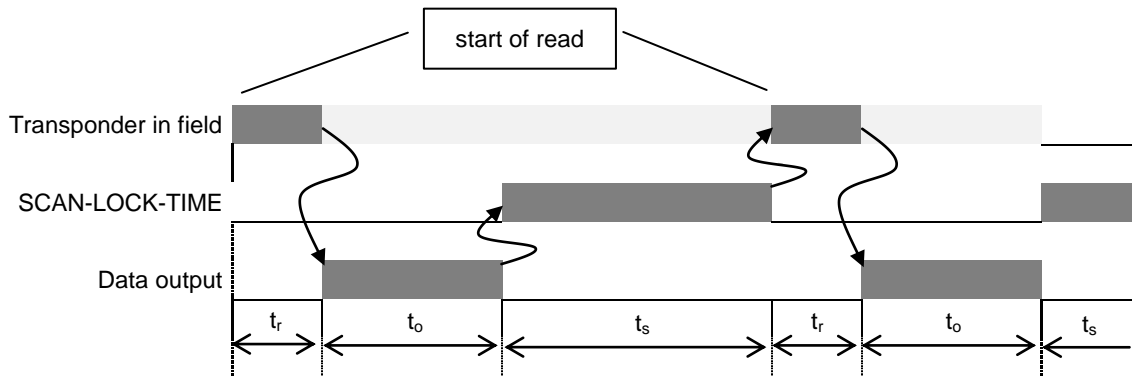 start of read
Transponder in field
SCAN-LOCK-TIME
Data output
tr to ts tr to ts